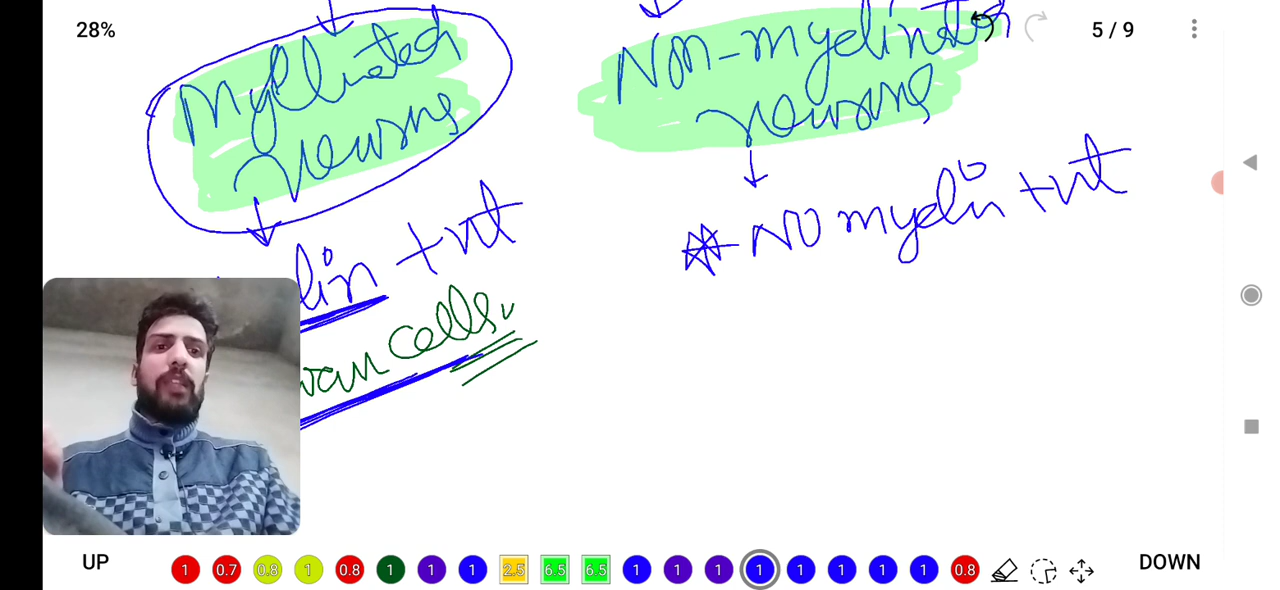 28%
5 / 9
Myelinated
neurons
Non-myelinated
neurons
lin +nt
wan cells
NO myelin +nt
UP
1 0.7 0.8 1 0.8 1 1 1 2.5 6.5 6.5 1 1 1 1 1 1 1 1 0.8
DOWN